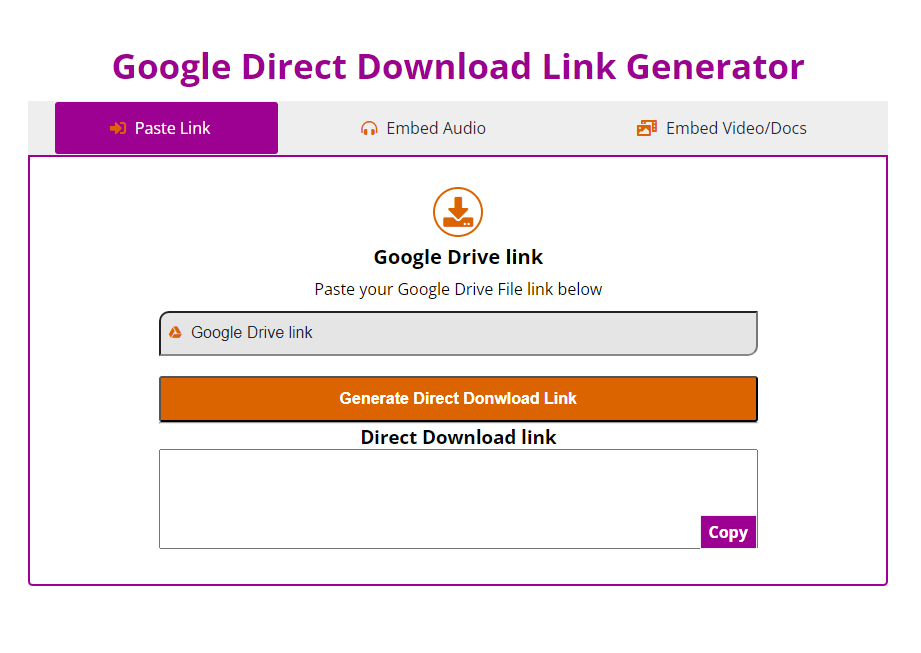 Google Direct Download Link Generator
Paste Link
Embed Audio
Embed Video/Docs
Google Drive link
Paste your Google Drive File link below
Google Drive link
Generate Direct Donwload Link
Direct Download link
Copy